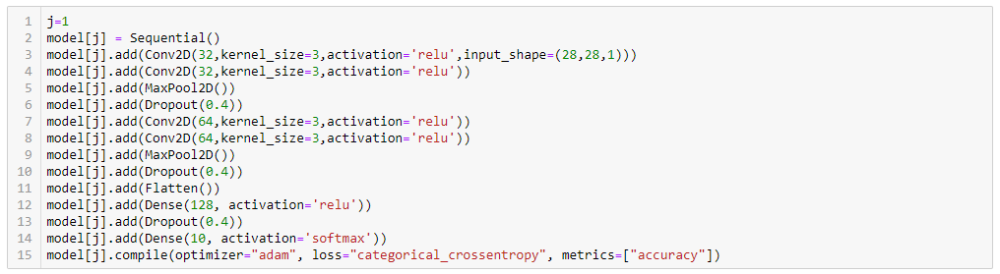 1 j=1
2 model[j] = Sequential()
3 model[j].add(Conv2D(32,kernel_size=3,activation='relu',input_shape=(28,28,1)))
4 model[j].add(Conv2D(32,kernel_size=3,activation='relu'))
5 model[j].add(MaxPool2D())
6 model[j].add(Dropout(0.4))
7 model[j].add(Conv2D(64,kernel_size=3,activation='relu'))
8 model[j].add(Conv2D(64,kernel_size=3,activation='relu'))
9 model[j].add(MaxPool2D())
10 model[j].add(Dropout(0.4))
11 model[j].add(Flatten())
12 model[j].add(Dense(128, activation='relu'))
13 model[j].add(Dropout(0.4))
14 model[j].add(Dense(10, activation='softmax'))
15 model[j].compile(optimizer="adam", loss="categorical_crossentropy", metrics=["accuracy"])